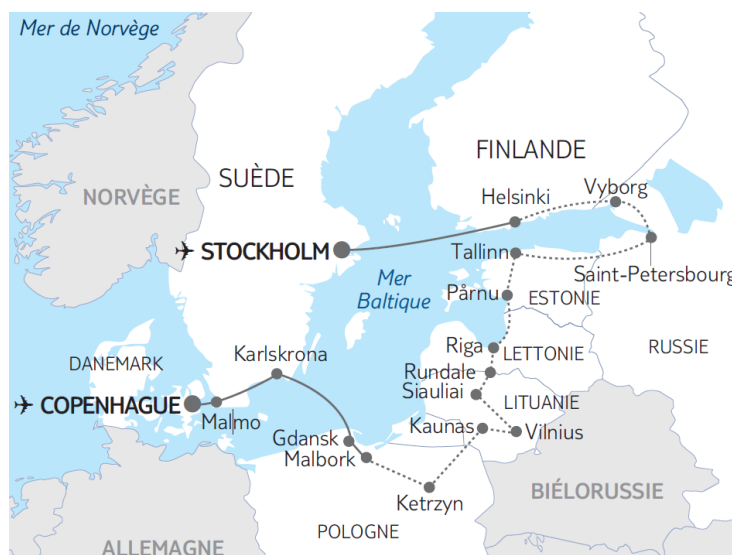 Mer de Norvège
FINLANDE
SUÈDE
NORVÈGE
Vyborg
Helsinki
STOCKHOLM
Tallinn
Saint-Petersbourg
Mer
Baltique
Pårnu
ESTONIE
Riga
LETTONIE
RUSSIE
Karlskrona
DANEMARK
Rundale
Siauliai
LITUANIE
COPENHAGUE
Malmo
Kaunas
Vilnius
Gdansk
Malbork
Ketrzyn
BIÉLORUSSIE
POLOGNE
ALLEMAGNE